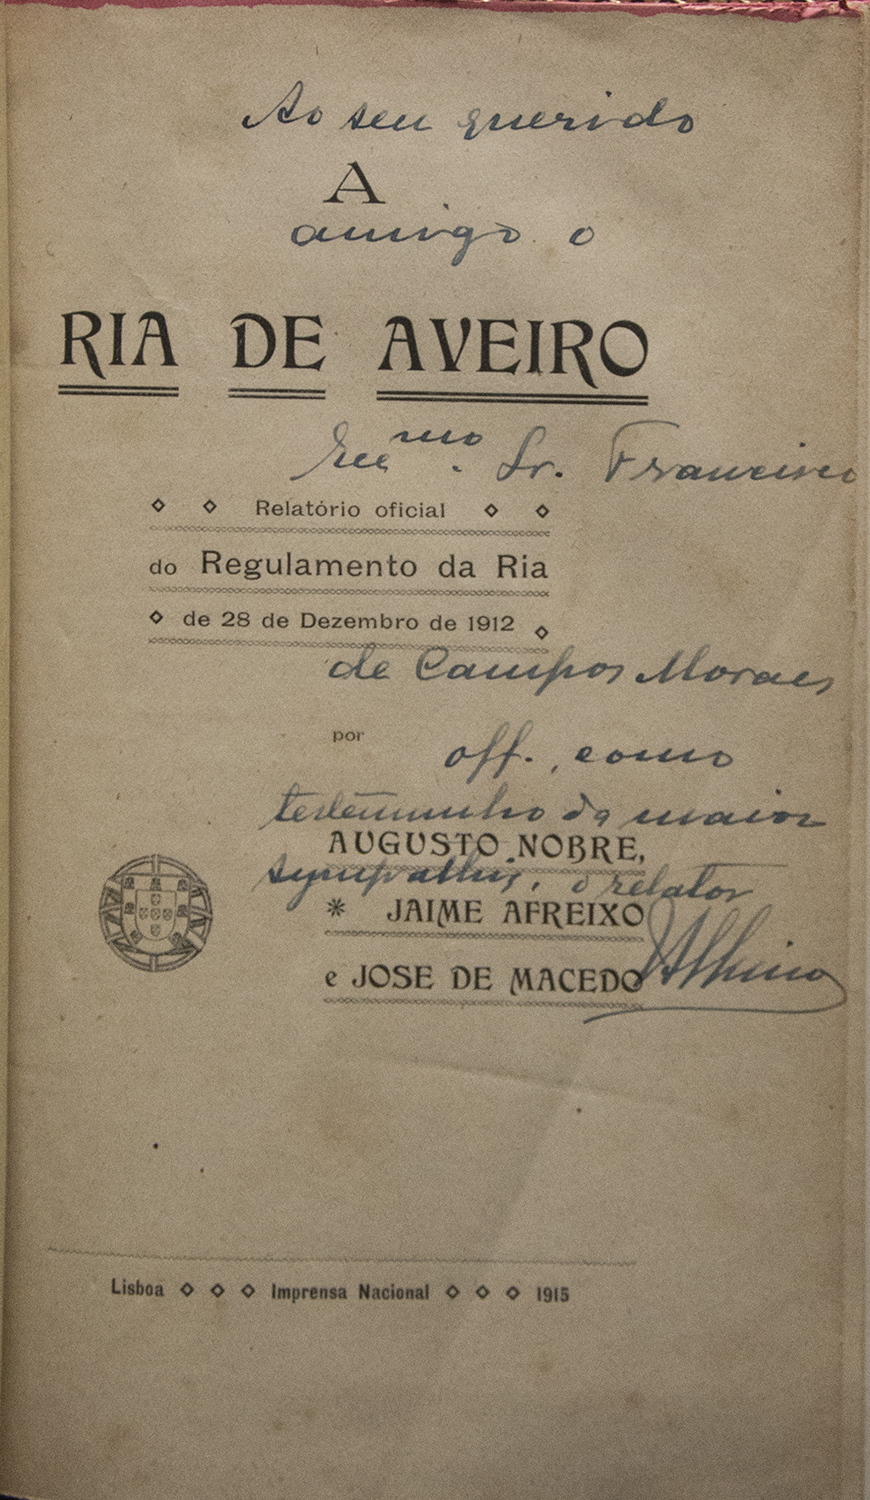 Ao seu querido
A
amigo o
RIA DE AVEIRO
Exc.mo Sr. Francisco
Relatório oficial
do Regulamento da Ria
de 28 de Dezembro de 1912
de Campos Moraes
por
off., como
testemunho da maior
AUGUSTO NOBRE,
sympathia, o relator
* JAIME AFREIXO
e JOSE DE MACEDO
Lisboa ◇ ◇ ◇ Imprensa Nacional ◇ ◇ ◇ 1915